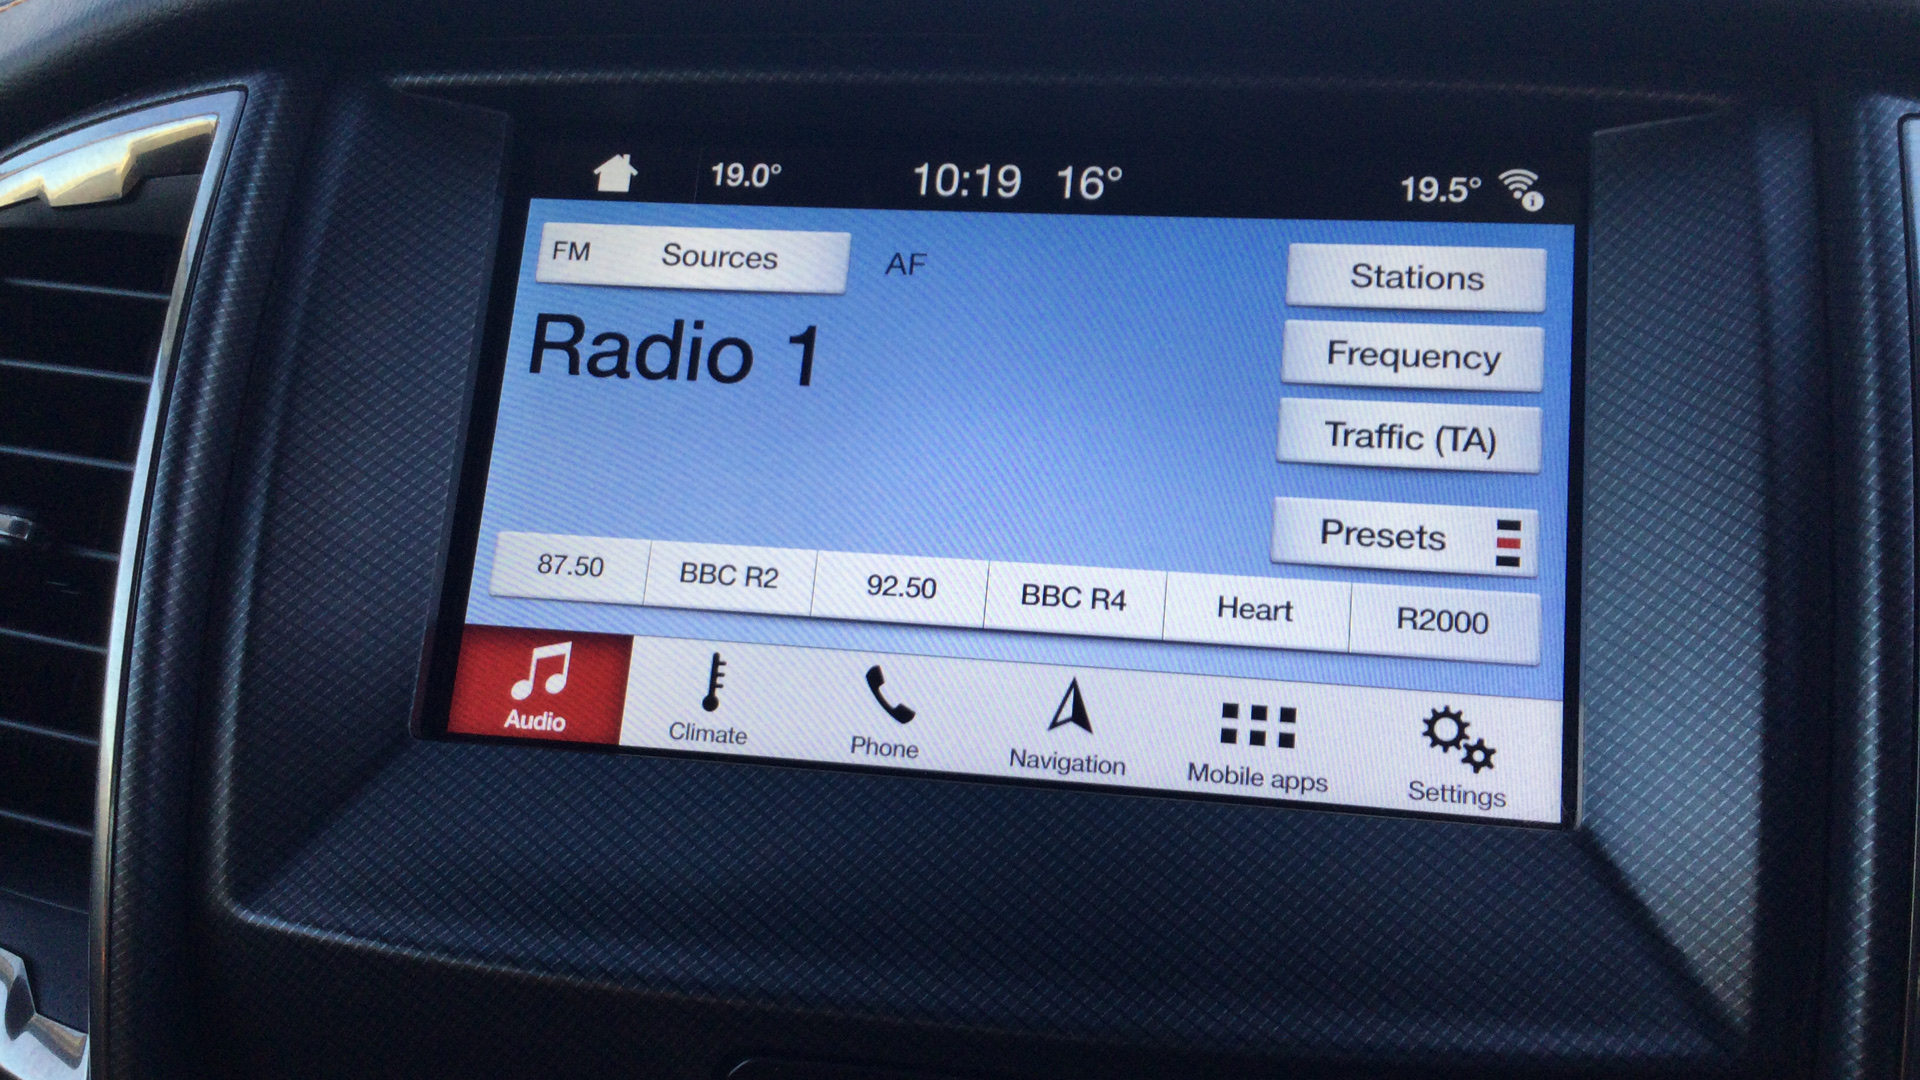 19.0° 10:19 16° 19.5°
FM Sources AF
Stations
Radio 1
Frequency
Traffic (TA)
Presets
87.50 BBC R2 92.50 BBC R4 Heart R2000
Audio Climate Phone Navigation Mobile apps Settings